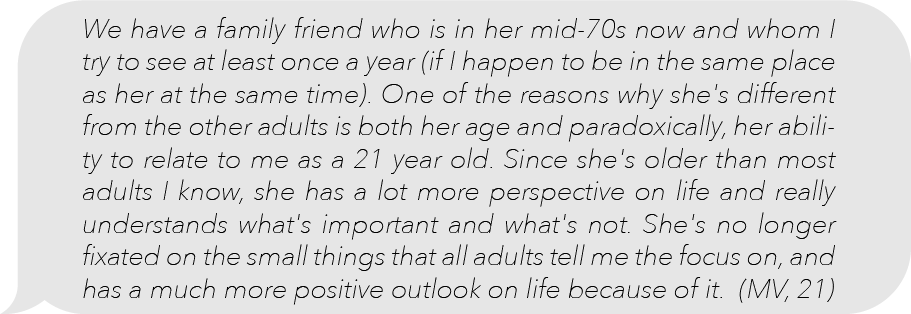 We have a family friend who is in her mid-70s now and whom I
try to see at least once a year (if I happen to be in the same place
as her at the same time). One of the reasons why she's different
from the other adults is both her age and paradoxically, her abili-
ty to relate to me as a 21 year old. Since she's older than most
adults I know, she has a lot more perspective on life and really
understands what's important and what's not. She's no longer
fixated on the small things that all adults tell me the focus on, and
has a much more positive outlook on life because of it.  (MV, 21)